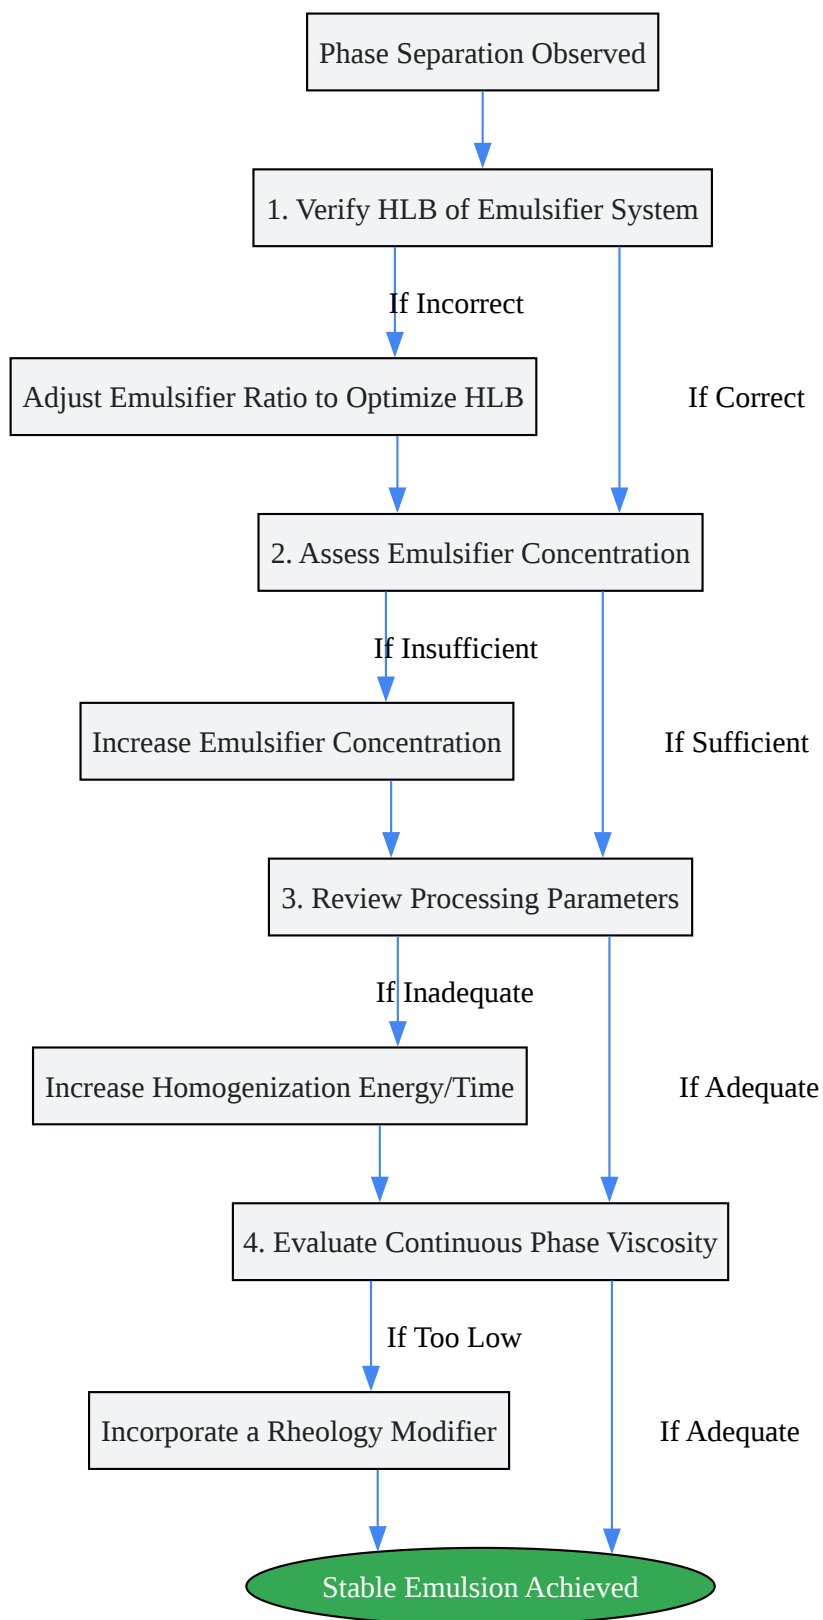 Phase Separation Observed
1. Verify HLB of Emulsifier System
If Incorrect
Adjust Emulsifier Ratio to Optimize HLB
If Correct
2. Assess Emulsifier Concentration
If Insufficient
Increase Emulsifier Concentration
If Sufficient
3. Review Processing Parameters
If Inadequate
Increase Homogenization Energy/Time
If Adequate
4. Evaluate Continuous Phase Viscosity
If Too Low
Incorporate a Rheology Modifier
If Adequate
Stable Emulsion Achieved